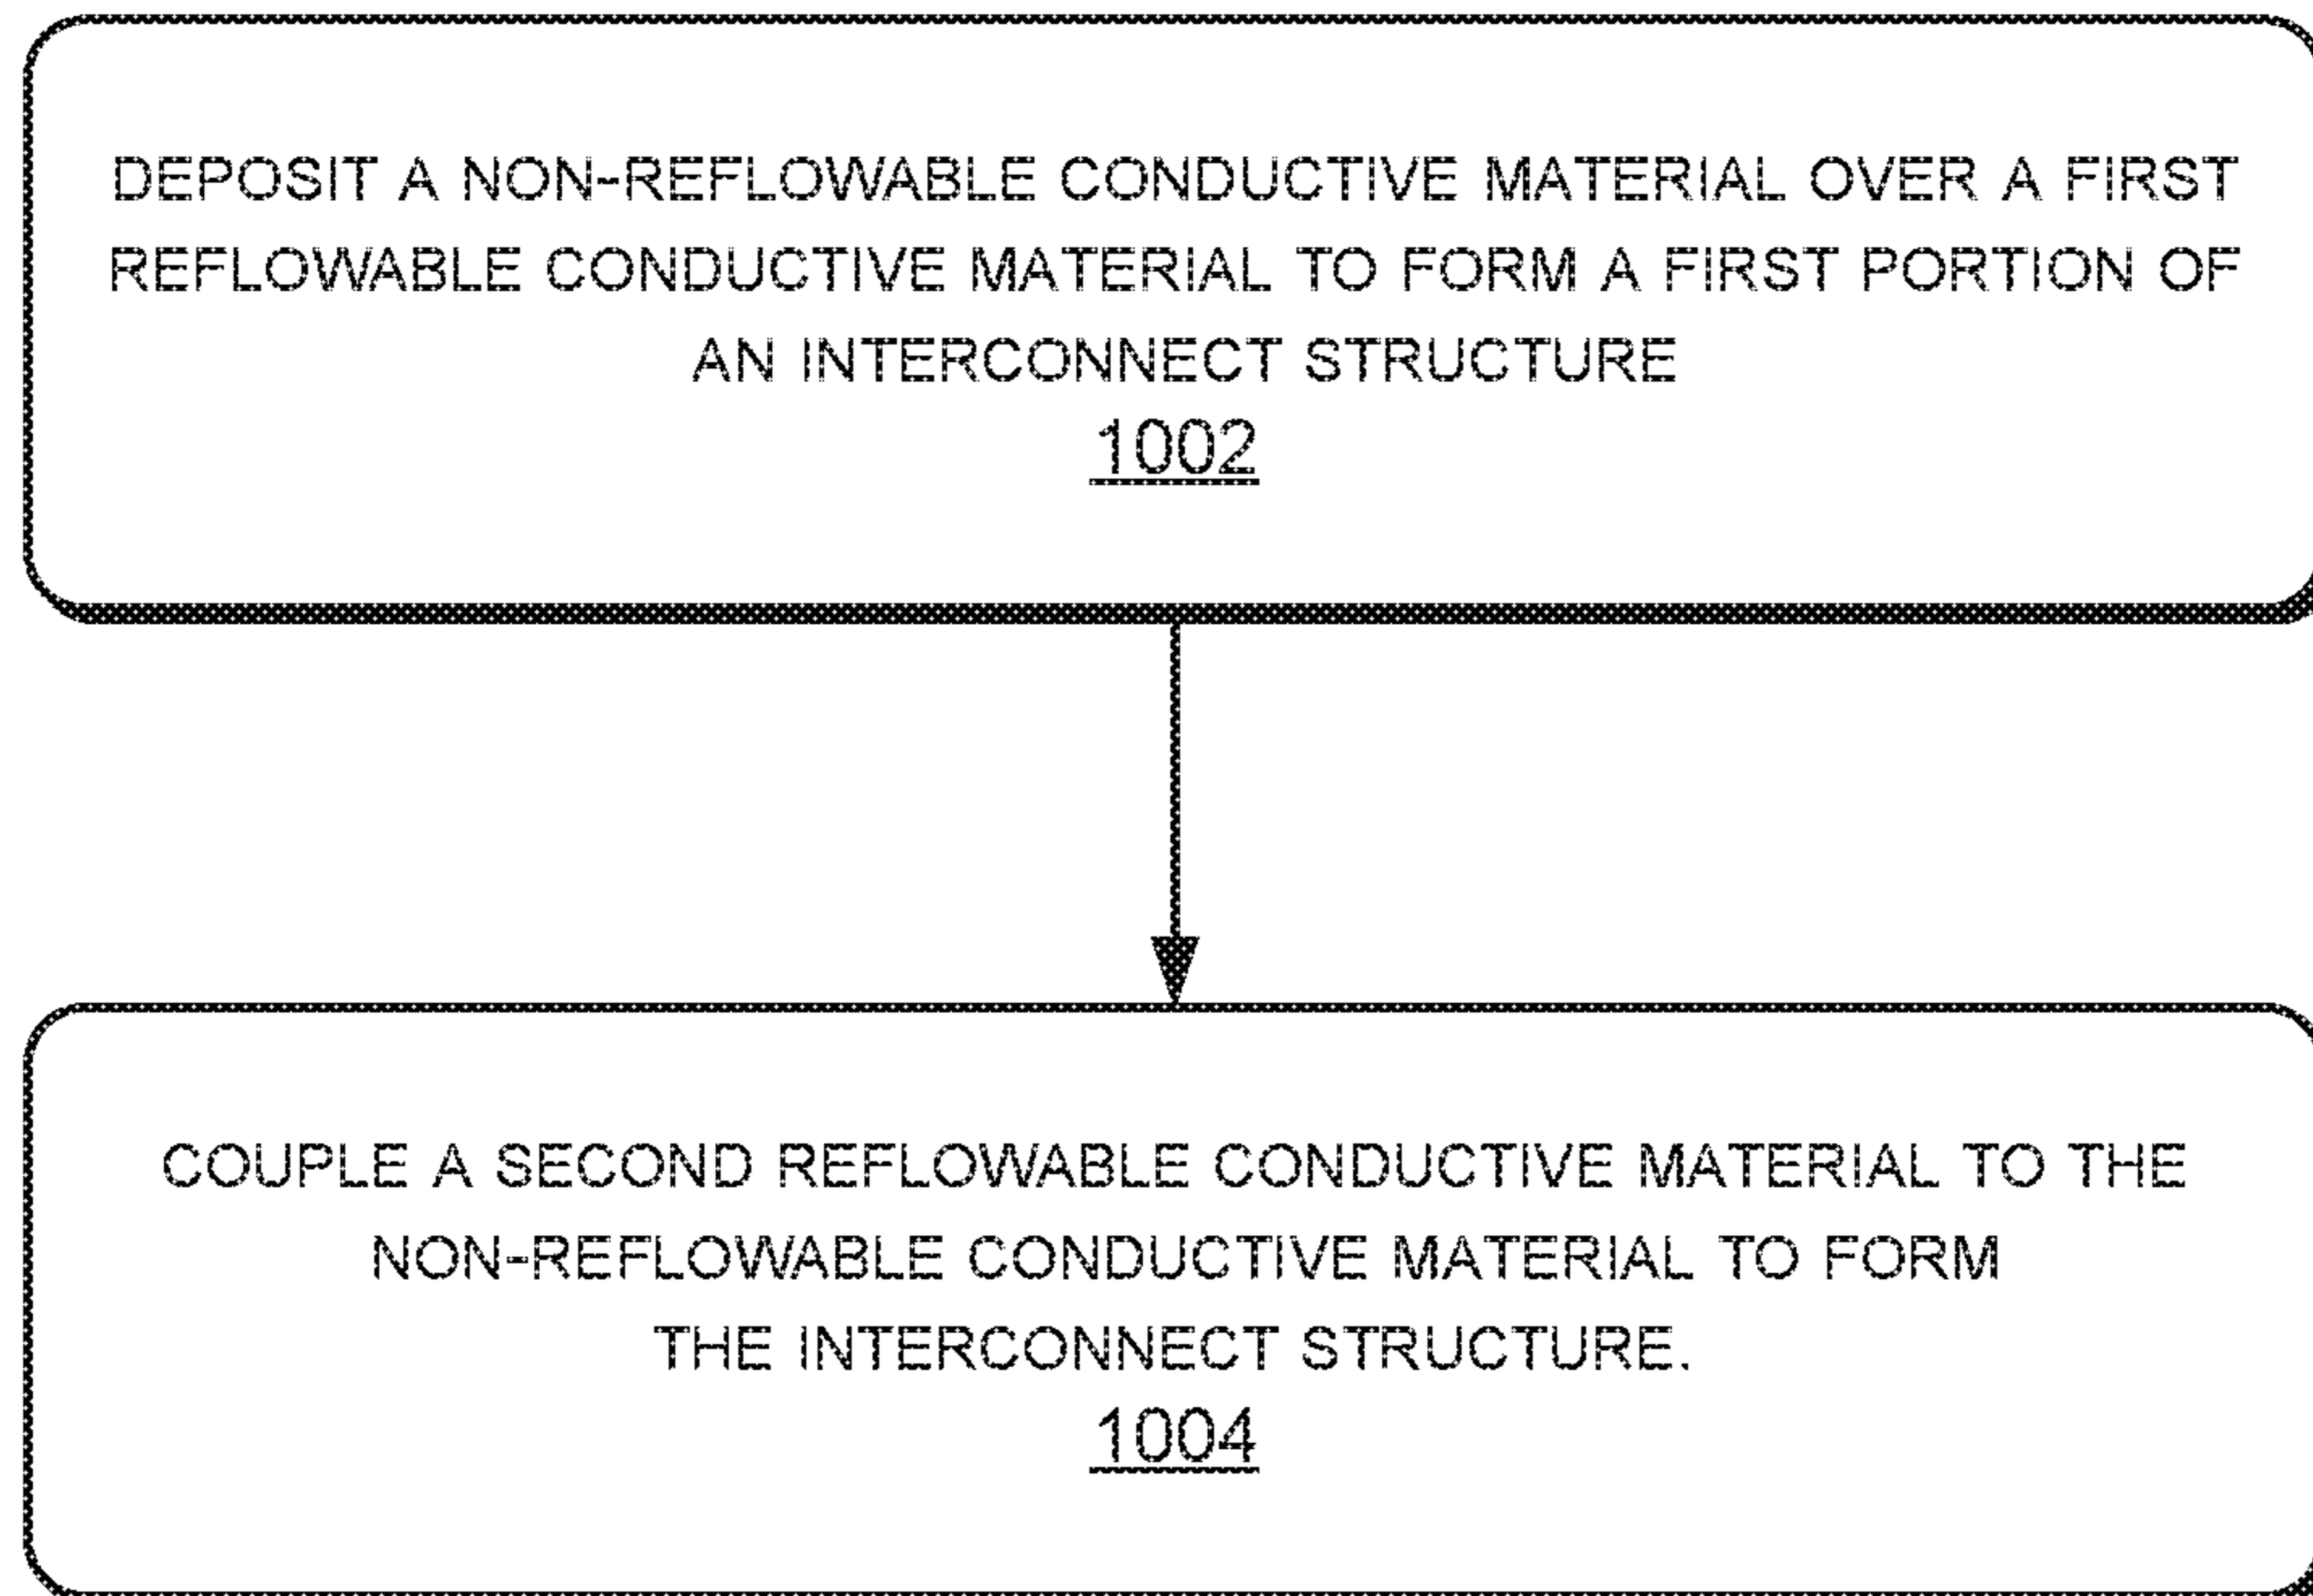 DEPOSIT A NON-REFLOWABLE CONDUCTIVE MATERIAL OVER A FIRST
REFLOWABLE CONDUCTIVE MATERIAL TO FORM A FIRST PORTION OF
AN INTERCONNECT STRUCTURE
1002
COUPLE A SECOND REFLOWABLE CONDUCTIVE MATERIAL TO THE
NON-REFLOWABLE CONDUCTIVE MATERIAL TO FORM
THE INTERCONNECT STRUCTURE.
1004